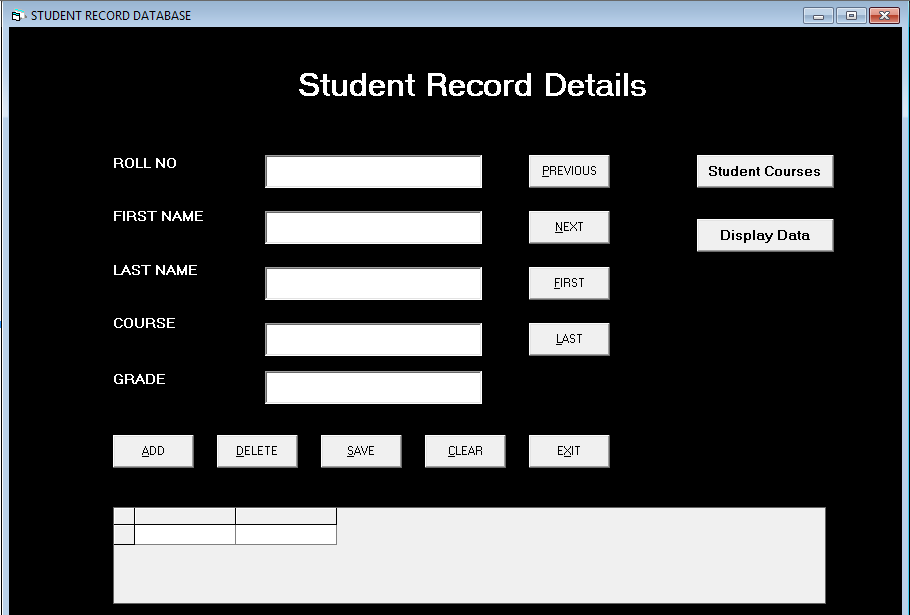 STUDENT RECORD DATABASE
Student Record Details
ROLL NO
PREVIOUS
Student Courses
FIRST NAME
NEXT
Display Data
LAST NAME
FIRST
COURSE
LAST
GRADE
ADD
DELETE
SAVE
CLEAR
EXIT